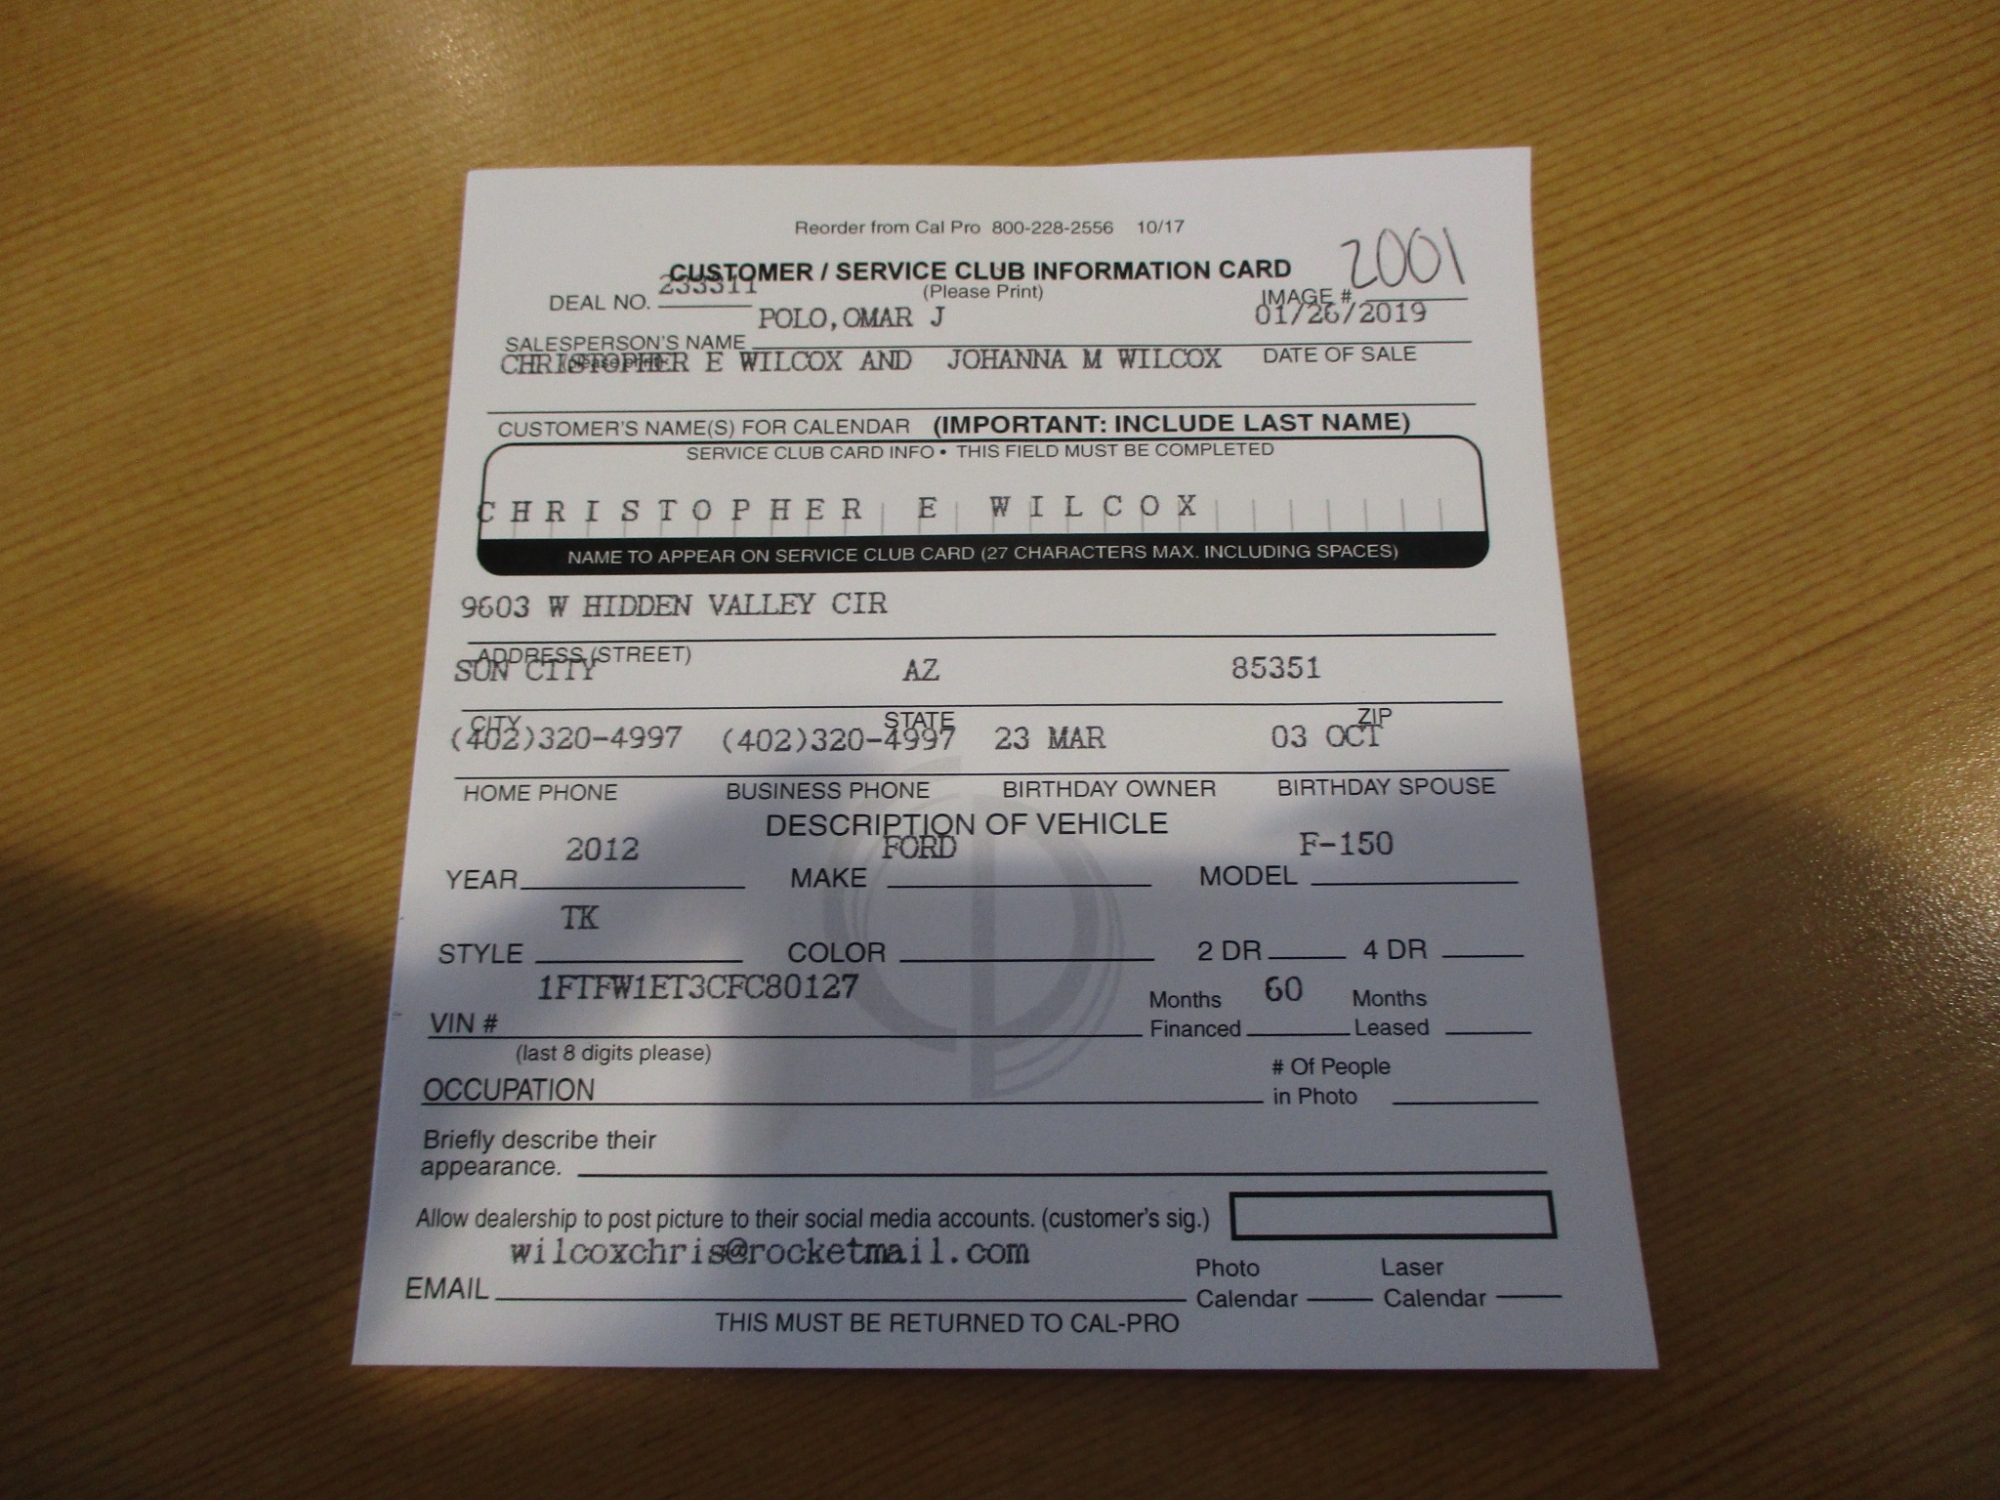 Reorder from Cal Pro 800-228-2556 10/17
CUSTOMER / SERVICE CLUB INFORMATION CARD
2001
(Please Print)
DEAL NO. 233311
IMAGE #
POLO, OMAR J
01/26/2019
SALESPERSON'S NAME
(please print)
DATE OF SALE
CHRISTOPHER E WILCOX AND JOHANNA M WILCOX
CUSTOMER'S NAME(S) FOR CALENDAR (IMPORTANT: INCLUDE LAST NAME)
SERVICE CLUB CARD INFO • THIS FIELD MUST BE COMPLETED
CHRISTOPHER E WILCOX
NAME TO APPEAR ON SERVICE CLUB CARD (27 CHARACTERS MAX. INCLUDING SPACES)
9603 W HIDDEN VALLEY CIR
ADDRESS (STREET)
SUN CITY AZ 85351
CITY STATE ZIP
(402)320-4997 (402)320-4997 23 MAR 03 OCT
HOME PHONE BUSINESS PHONE BIRTHDAY OWNER BIRTHDAY SPOUSE
DESCRIPTION OF VEHICLE
YEAR 2012 MAKE FORD MODEL F-150
STYLE TK COLOR 2 DR 4 DR
VIN # 1FTFW1ET3CFC80127
Months Financed 60 Months Leased
(last 8 digits please)
OCCUPATION
# Of People in Photo
Briefly describe their
appearance.
Allow dealership to post picture to their social media accounts. (customer's sig.)
EMAIL wilcoxchris@rocketmail.com
Photo Calendar Laser Calendar
THIS MUST BE RETURNED TO CAL-PRO